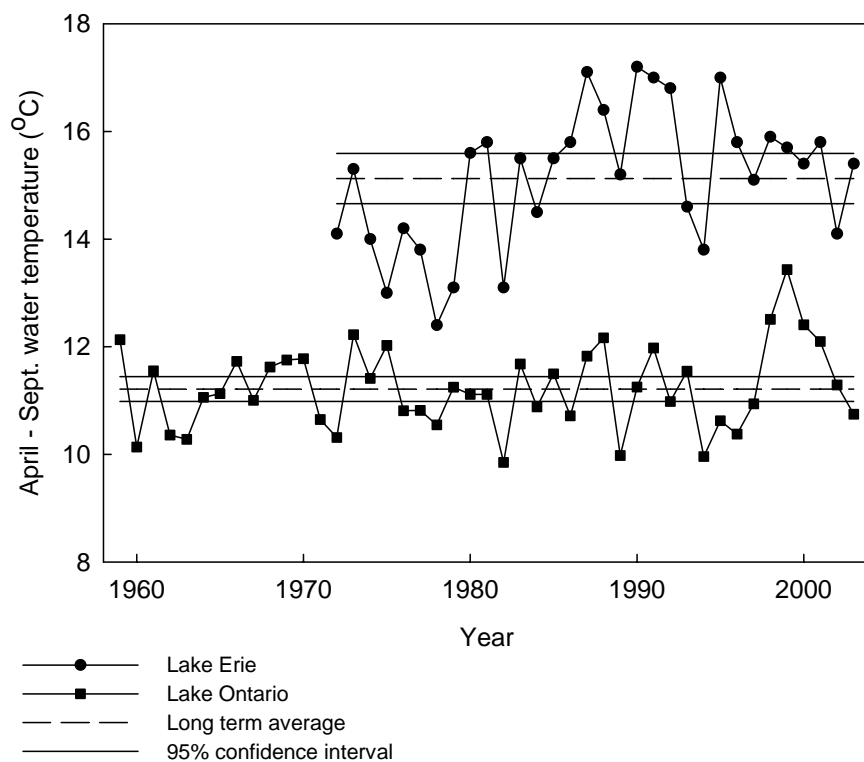 18
16
14
12
10
8
April - Sept. water temperature (ºC)
1960 1970 1980 1990 2000
Year
Lake Erie
Lake Ontario
Long term average
95% confidence interval